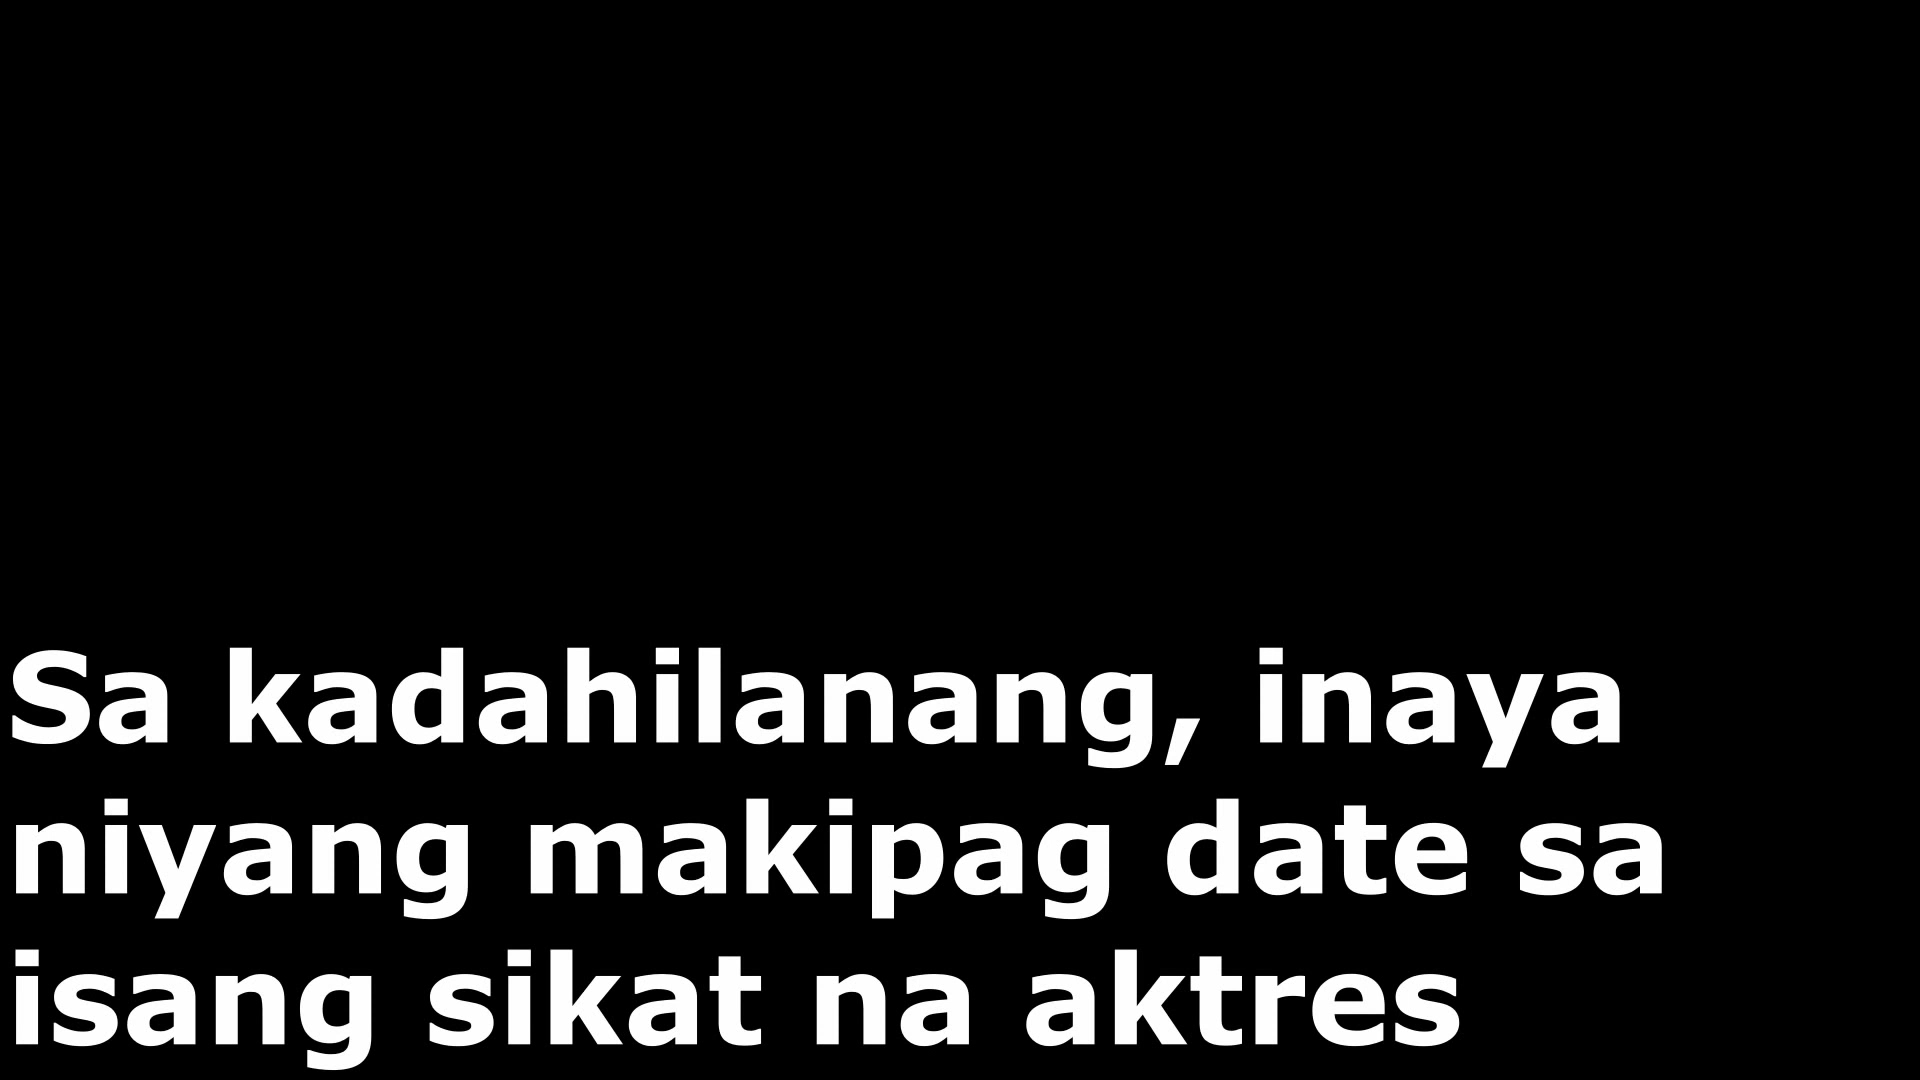 Sa kadahilanang, inaya
niyang makipag date sa
isang sikat na aktres